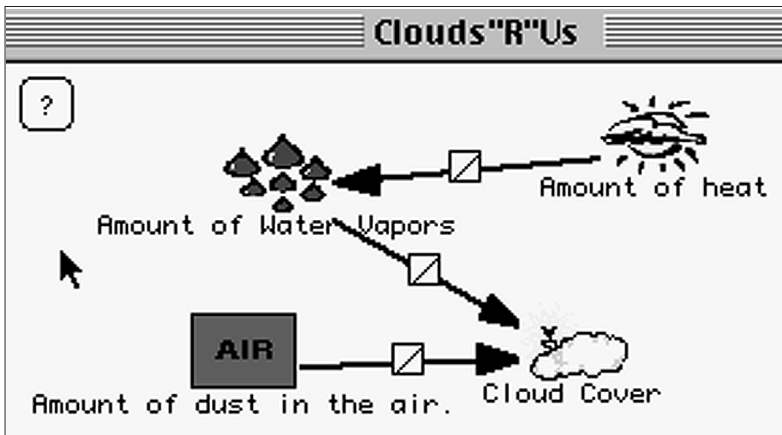 Clouds"R"Us
?
Amount of heat
Amount of Water Vapors
AIR
Cloud Cover
Amount of dust in the air.